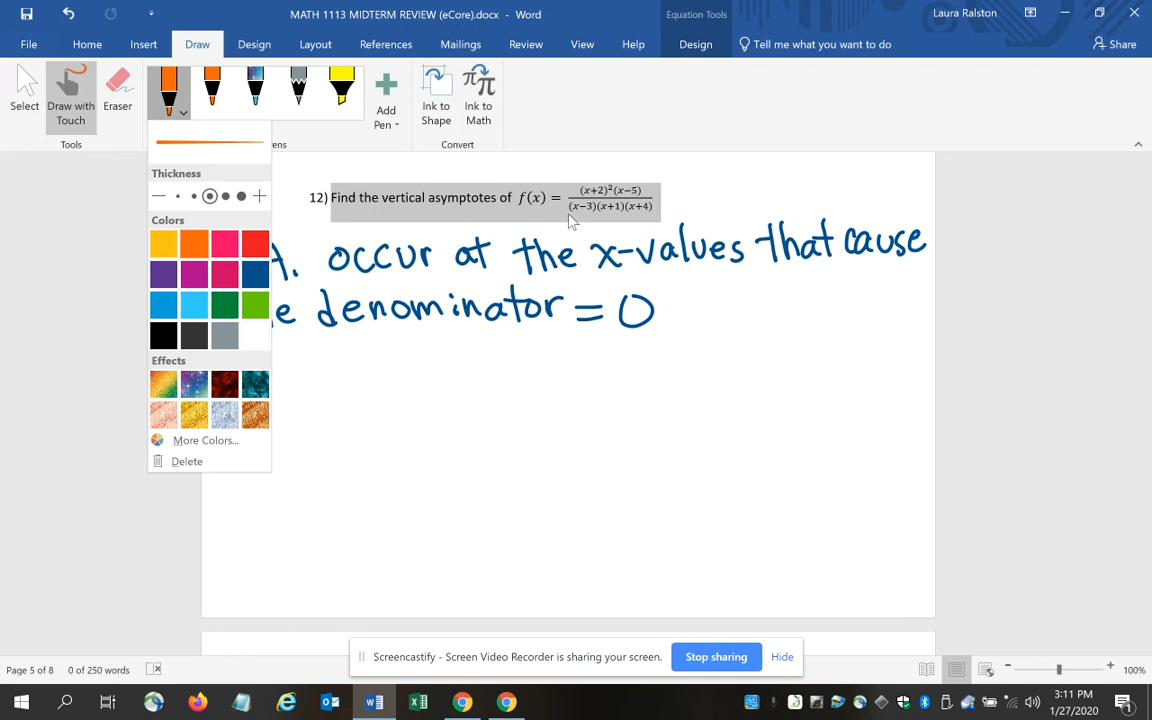 MATH 1113 MIDTERM REVIEW (eCore).docx - Word
Equation Tools
Laura Ralston
File Home Insert Draw Design Layout References Mailings Review View Help Design Tell me what you want to do Share
Select
Draw with Touch
Eraser
Add Pen
Ink to Shape
Ink to Math
Tools
ens
Convert
Thickness
Colors
Effects
More Colors...
Delete
12) Find the vertical asymptotes of f(x) = (x+2)²(x−5) / (x−3)(x+1)(x+4)
A. occur at the x-values that cause
e denominator = 0
Screencastify - Screen Video Recorder is sharing your screen. Stop sharing Hide
Page 5 of 8 0 of 250 words 100%
3:11 PM
1/27/2020